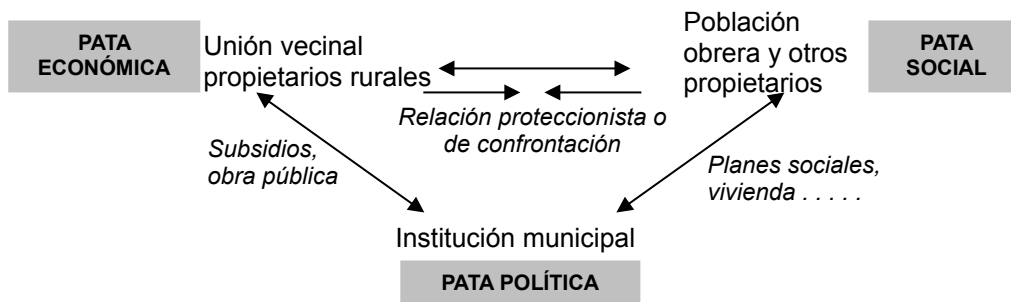 PATA
ECONÓMICA
Unión vecinal
propietarios rurales
Población
obrera y otros
propietarios
PATA
SOCIAL
Relación proteccionista o
de confrontación
Subsidios,
obra pública
Planes sociales,
vivienda . . . . .
Institución municipal
PATA POLÍTICA